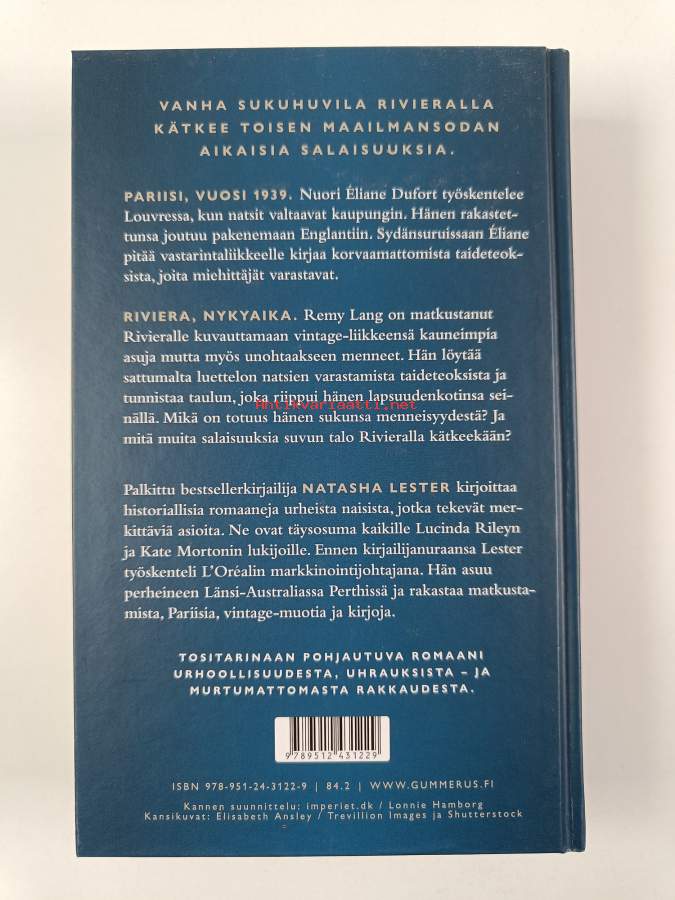 VANHA SUKUHUVILA RIVIERALLA
KÄTKEE TOISEN MAAILMANSODAN
AIKAISIA SALAISUUKSIA.
PARIISI, VUOSI 1939. Nuori Éliane Dufort työskentelee
Louvressa, kun natsit valtaavat kaupungin. Hänen rakastet-
tunsa joutuu pakenemaan Englantiin. Sydänsuruissaan Éliane
pitää vastarintaliikkeelle kirjaa korvaamattomista taideteok-
sista, joita miehittäjät varastavat.
RIVIERA, NYKYAIKA. Remy Lang on matkustanut
Rivieralle kuvauttamaan vintage-liikkeensä kauneimpia
asuja mutta myös unohtaakseen menneet. Hän löytää
sattumalta luettelon natsien varastamista taideteoksista ja
tunnistaa taulun, joka riippui hänen lapsuudenkotinsa sei-
Antikvariaatti.net
nällä. Mikä on totuus hänen sukunsa menneisyydestä? Ja
mitä muita salaisuuksia suvun talo Rivieralla kätkeekään?
Palkittu bestsellerkirjailija NATASHA LESTER kirjoittaa
historiallisia romaaneja urheista naisista, jotka tekevät mer-
kittäviä asioita. Ne ovat täysosuma kaikille Lucinda Rileyn
ja Kate Mortonin lukijoille. Ennen kirjailijanuraansa Lester
työskenteli L'Oréalin markkinointijohtajana. Hän asuu
perheineen Länsi-Australiassa Perthissä ja rakastaa matkusta-
mista, Pariisia, vintage-muotia ja kirjoja.
TOSITARINAAN POHJAUTUVA ROMAANI
URHOOLLISUUDESTA, UHRAUKSISTA – JA
MURTUMATTOMASTA RAKKAUDESTA.
9 789512 431229
ISBN 978-951-24-3122-9 | 84.2 | WWW.GUMMERUS.FI
Kannen suunnittelu: imperiet.dk / Lonnie Hamborg
Kansikuvat: Elisabeth Ansley / Trevillion Images ja Shutterstock